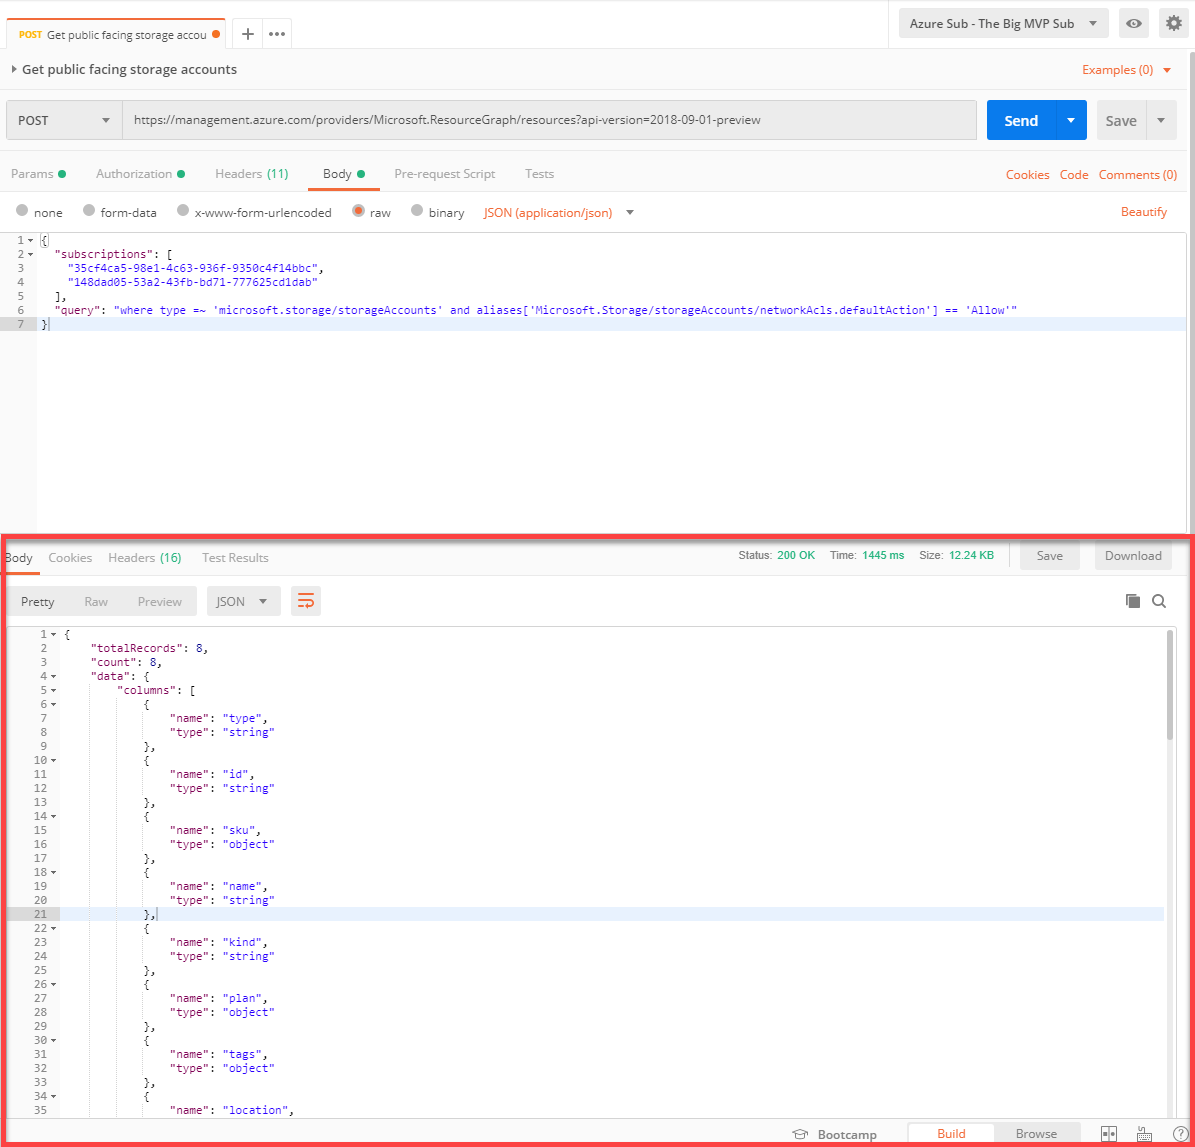 POST Get public facing storage accou
Azure Sub - The Big MVP Sub
Get public facing storage accounts
Examples (0)
POST https://management.azure.com/providers/Microsoft.ResourceGraph/resources?api-version=2018-09-01-preview Send Save
Params Authorization Headers (11) Body Pre-request Script Tests Cookies Code Comments (0)
none form-data x-www-form-urlencoded raw binary JSON (application/json) Beautify
1 {
2 "subscriptions": [
3 "35cf4ca5-98e1-4c63-936f-9350c4f14bbc",
4 "148dad05-53a2-43fb-bd71-777625cd1dab"
5 ],
6 "query": "where type =~ 'microsoft.storage/storageAccounts' and aliases['Microsoft.Storage/storageAccounts/networkAcls.defaultAction'] == 'Allow'"
7 }
Body Cookies Headers (16) Test Results Status: 200 OK Time: 1445 ms Size: 12.24 KB Save Download
Pretty Raw Preview JSON
1 {
2 "totalRecords": 8,
3 "count": 8,
4 "data": {
5 "columns": [
6 {
7 "name": "type",
8 "type": "string"
9 },
10 {
11 "name": "id",
12 "type": "string"
13 },
14 {
15 "name": "sku",
16 "type": "object"
17 },
18 {
19 "name": "name",
20 "type": "string"
21 },
22 {
23 "name": "kind",
24 "type": "string"
25 },
26 {
27 "name": "plan",
28 "type": "object"
29 },
30 {
31 "name": "tags",
32 "type": "object"
33 },
34 {
35 "name": "location",
Bootcamp Build Browse